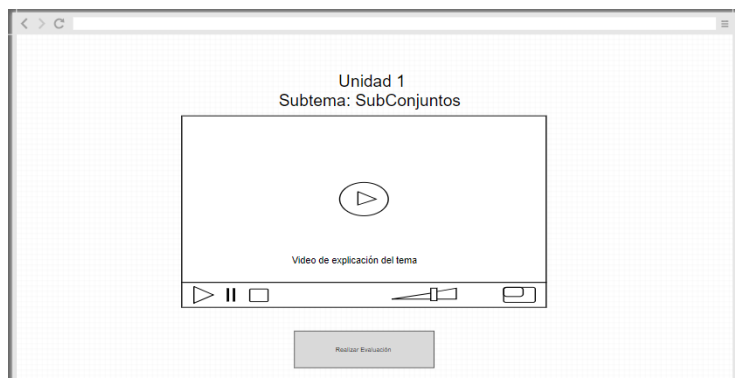 Unidad 1
Subtema: SubConjuntos
Video de explicación del tema
Realizar Evaluación